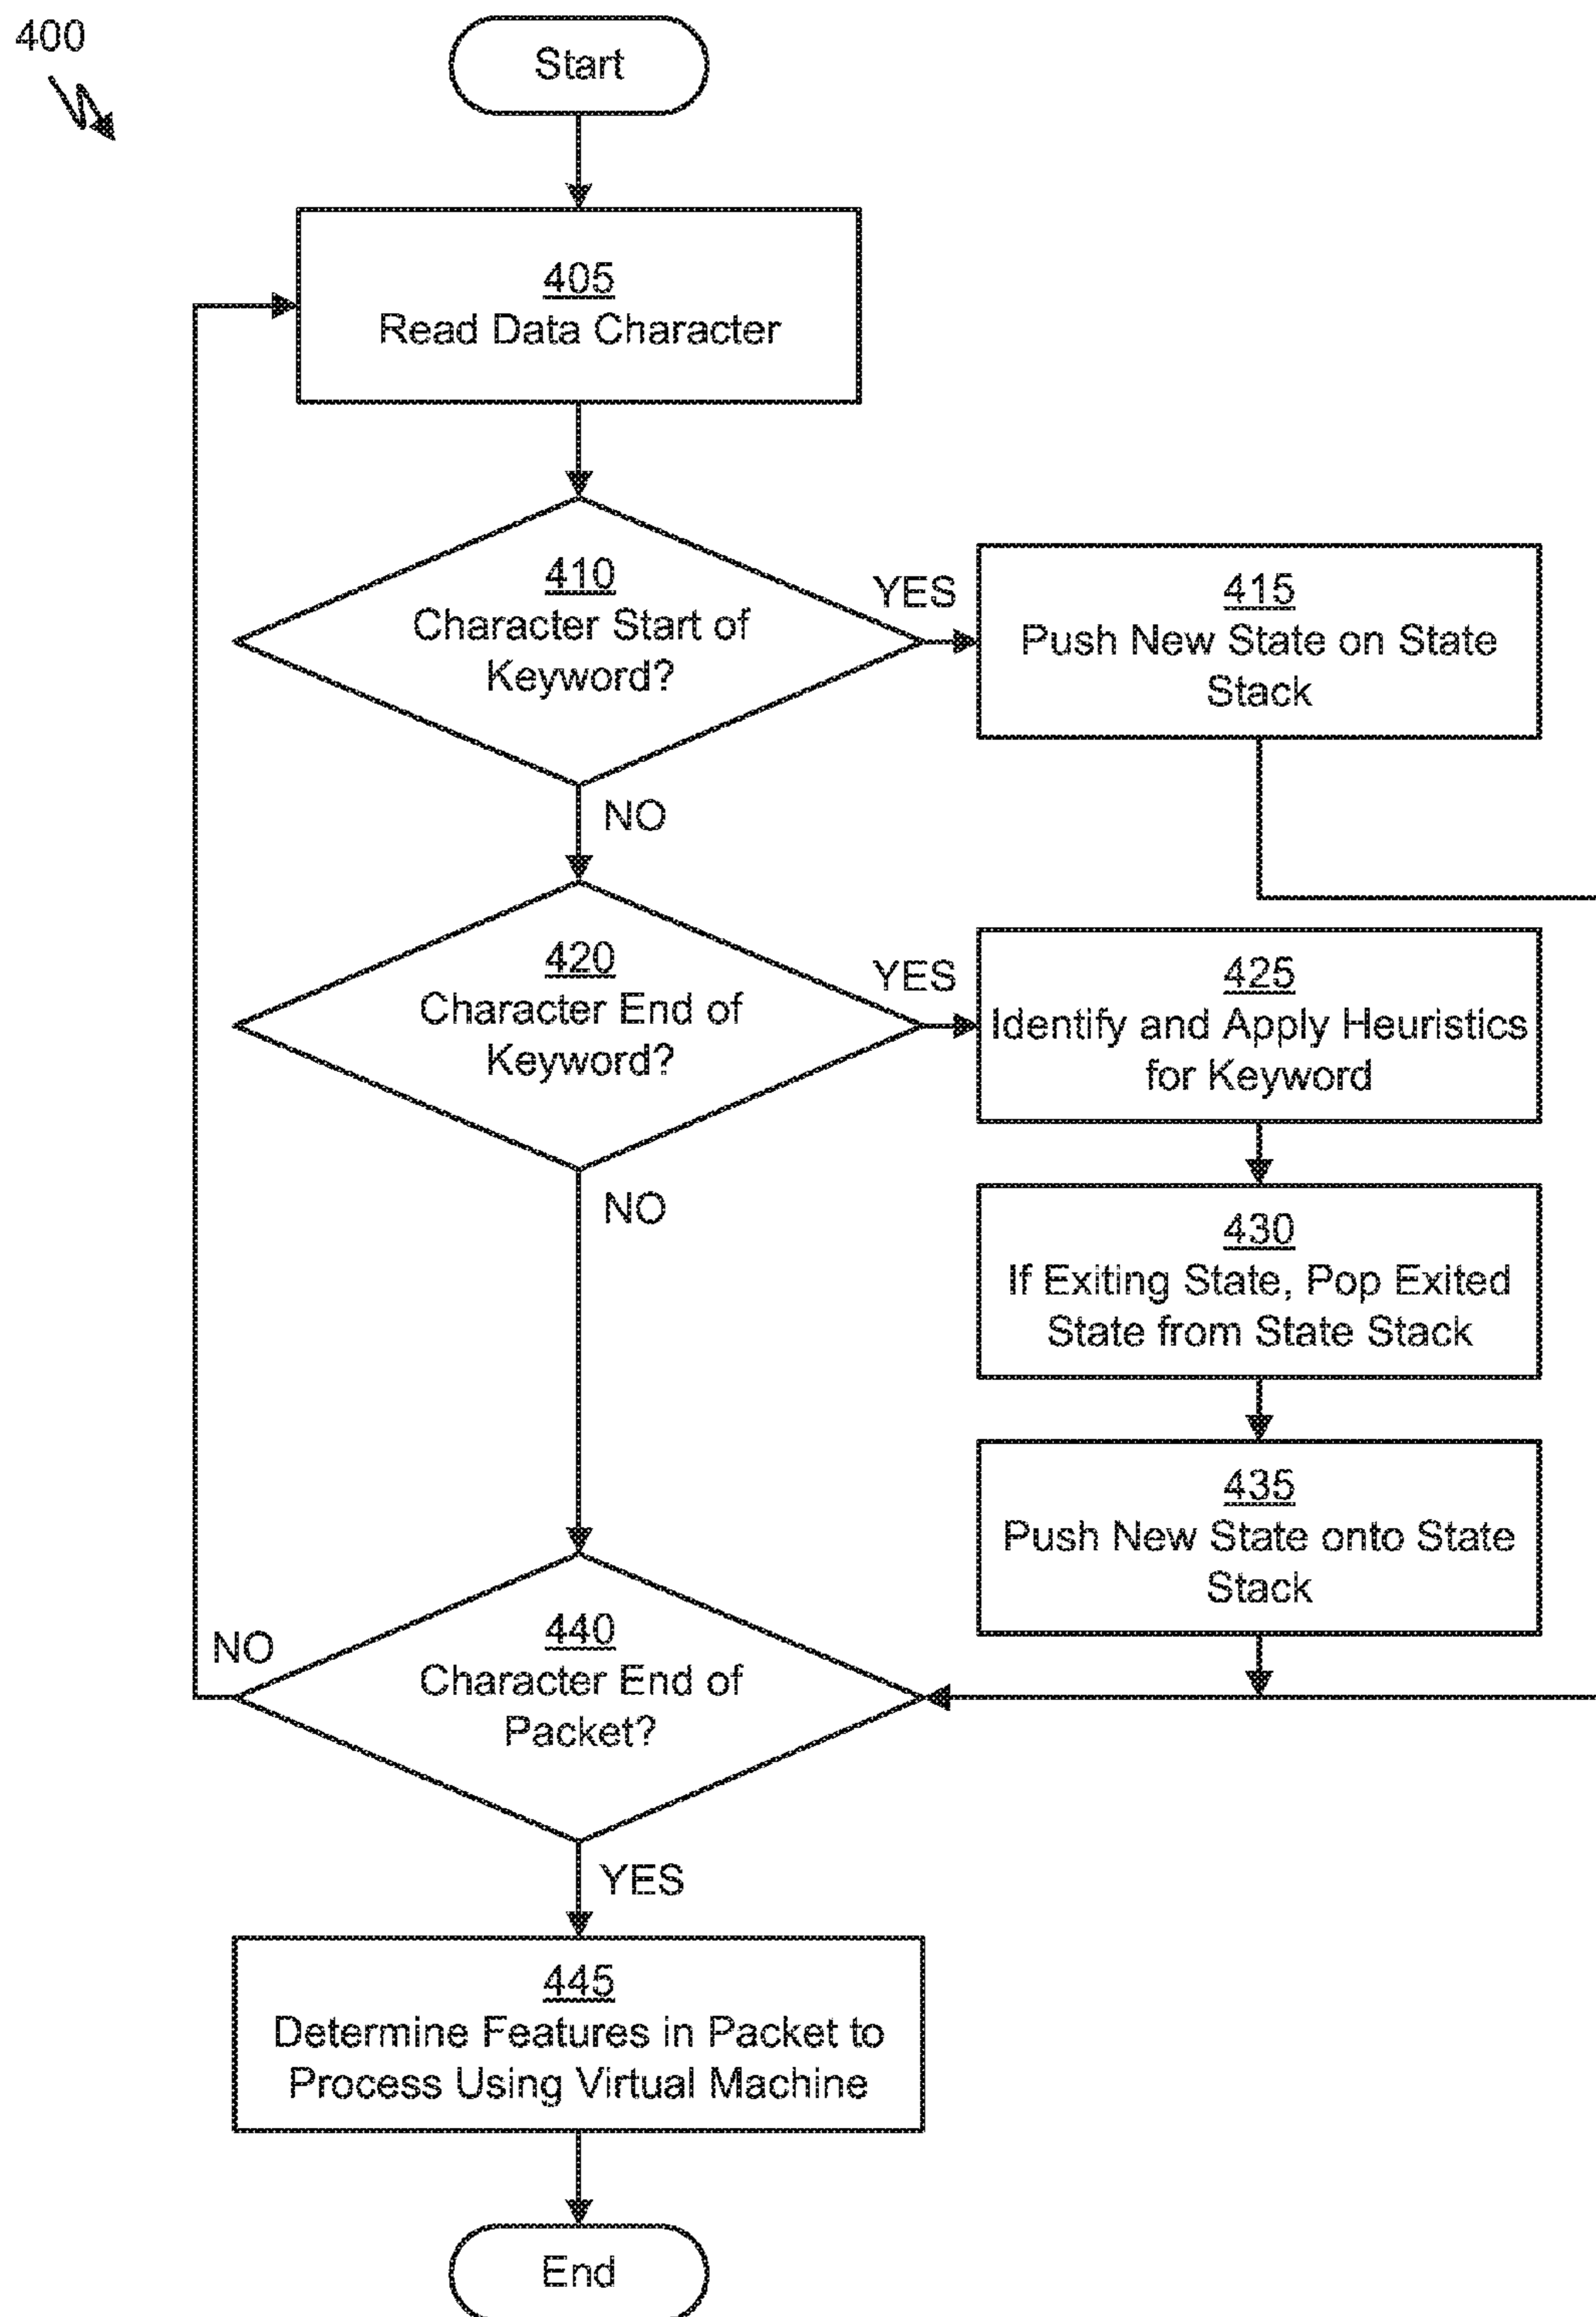 400
Start
405
Read Data Character
410
Character Start of
Keyword?
YES
415
Push New State on State
Stack
NO
420
Character End of
Keyword?
YES
425
Identify and Apply Heuristics
for Keyword
NO
430
If Exiting State, Pop Exited
State from State Stack
435
Push New State onto State
Stack
440
Character End of
Packet?
NO
YES
445
Determine Features in Packet to
Process Using Virtual Machine
End